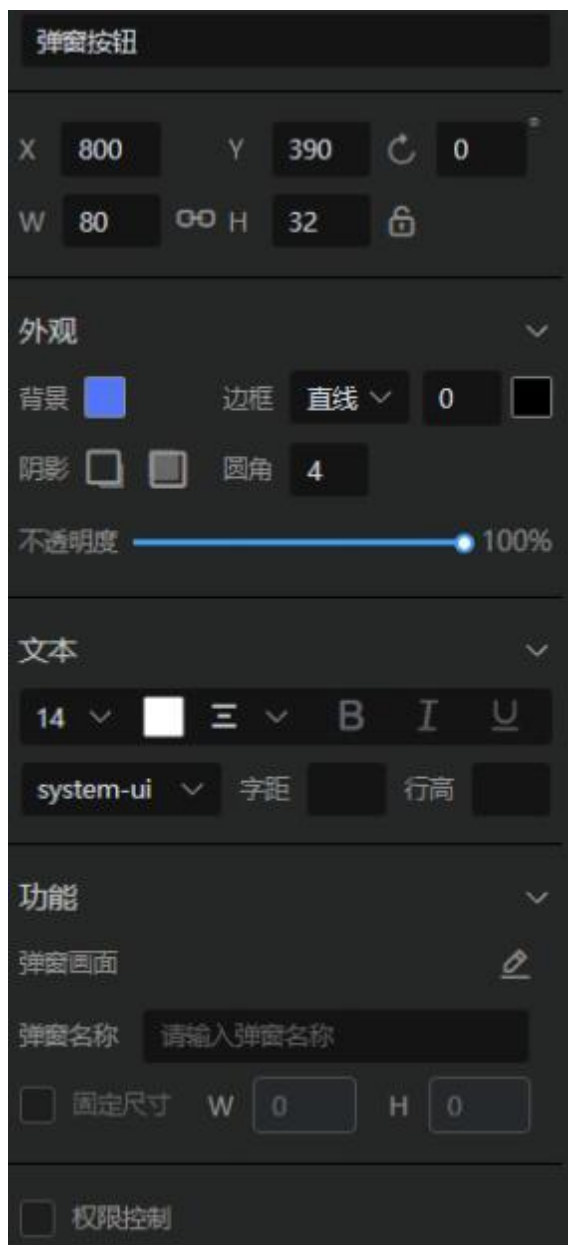 弹窗按钮
X 800 Y 390 0 °
W 80 H 32
外观
背景 边框 直线 0
阴影 圆角 4
不透明度 100%
文本
14 B I U
system-ui 字距 行高
功能
弹窗画面
弹窗名称 请输入弹窗名称
固定尺寸 W 0 H 0
权限控制